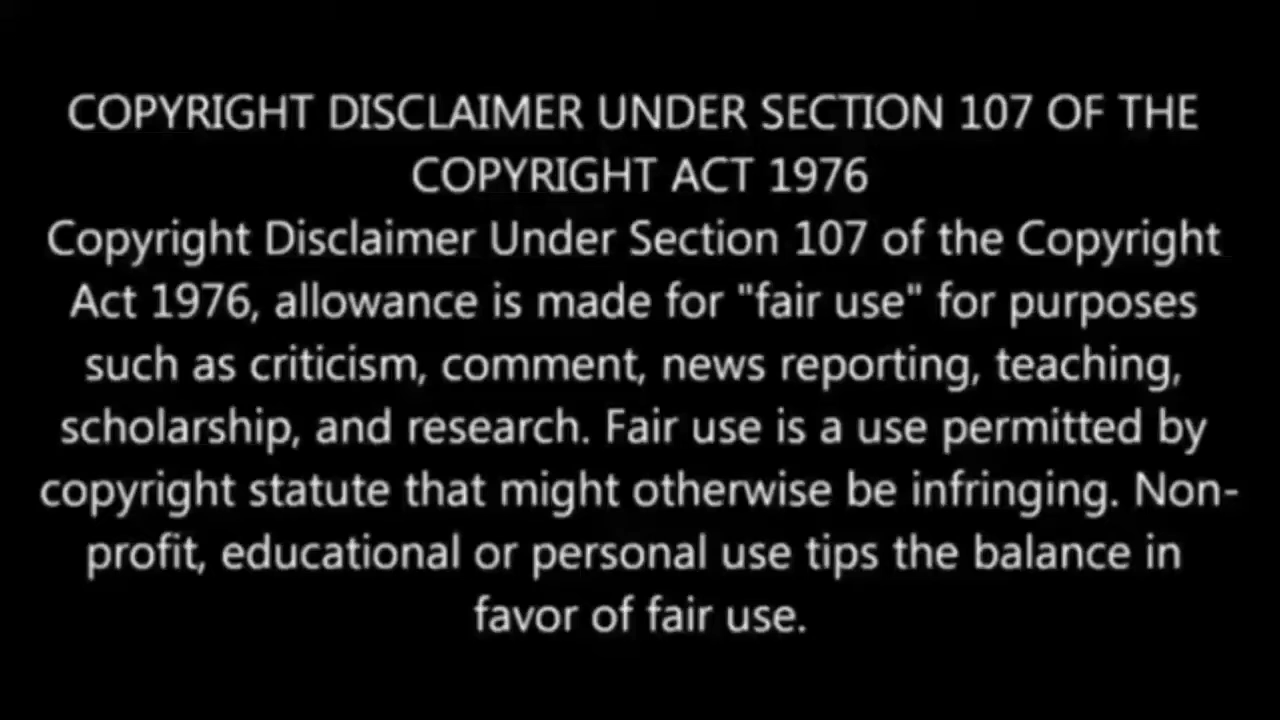 COPYRIGHT DISCLAIMER UNDER SECTION 107 OF THE
COPYRIGHT ACT 1976
Copyright Disclaimer Under Section 107 of the Copyright
Act 1976, allowance is made for "fair use" for purposes
such as criticism, comment, news reporting, teaching,
scholarship, and research. Fair use is a use permitted by
copyright statute that might otherwise be infringing. Non-
profit, educational or personal use tips the balance in
favor of fair use.